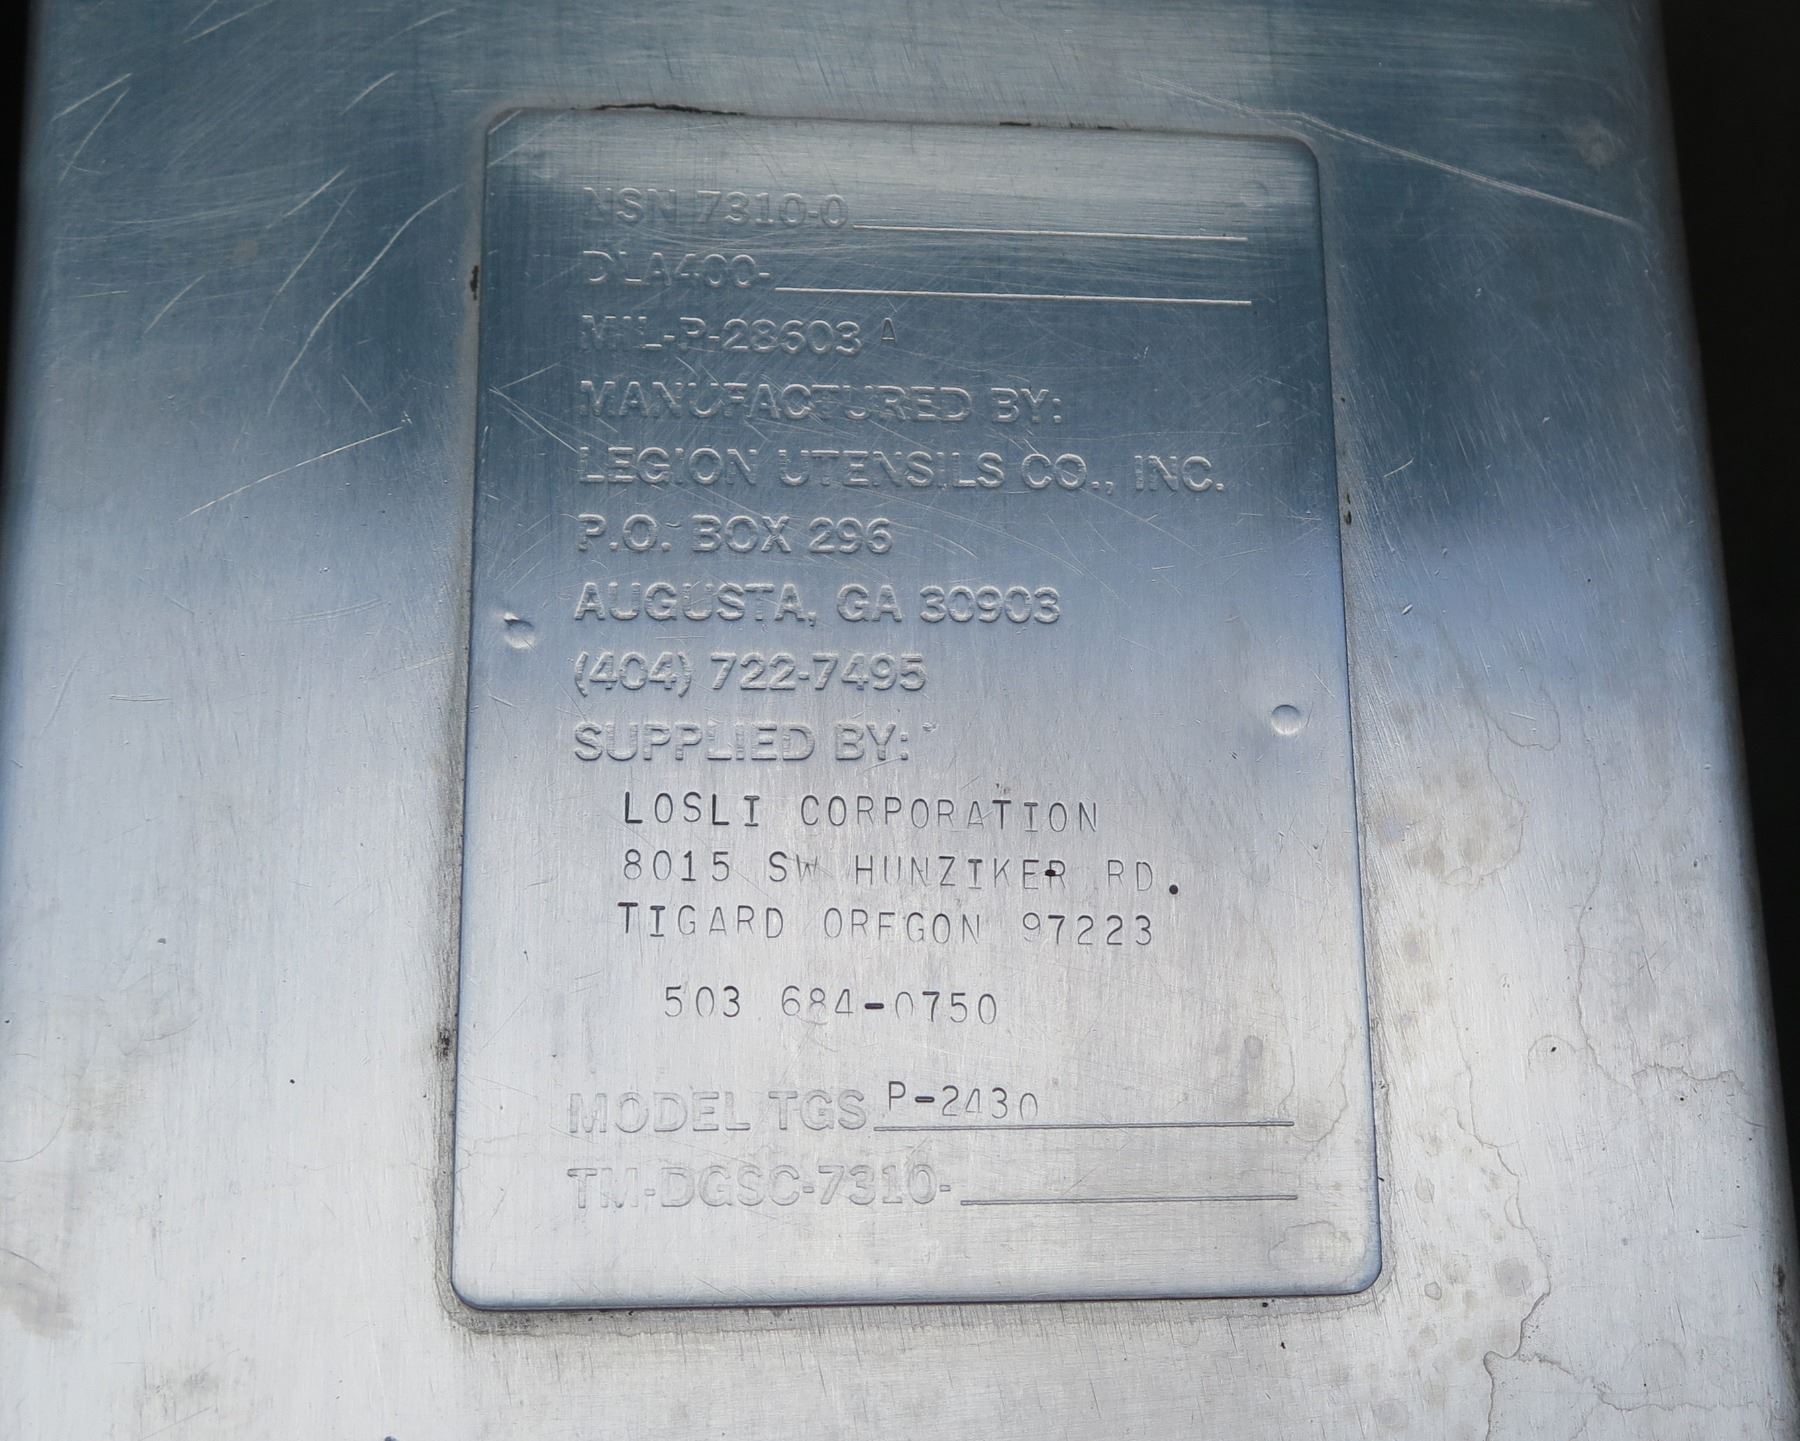 NSN 7310-0
DLA400-
MIL-P-28603 A
MANUFACTURED BY:
LEGION UTENSILS CO., INC.
P.O. BOX 296
AUGUSTA, GA 30903
(404) 722-7495
SUPPLIED BY:
LOSLI CORPORATION
8015 SW HUNZIKER RD.
TIGARD OREGON 97223
503 684-0750
MODEL TGS P-2430
TM-DGSC-7310-